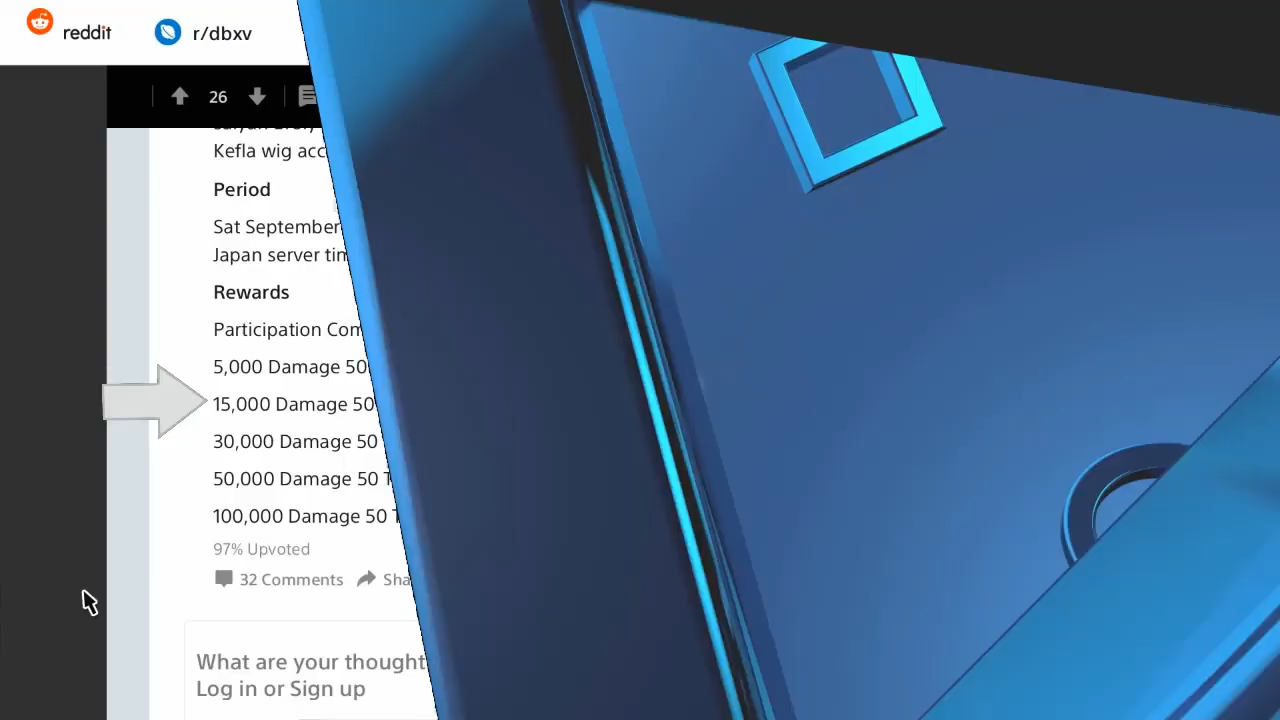 reddit r/dbxv
26
Kefla wig acc
Period
Sat September
Japan server tim
Rewards
Participation Com
5,000 Damage 50
15,000 Damage 50
30,000 Damage 50
50,000 Damage 50 T
100,000 Damage 50 T
97% Upvoted
32 Comments Sha
What are your thought
Log in or Sign up